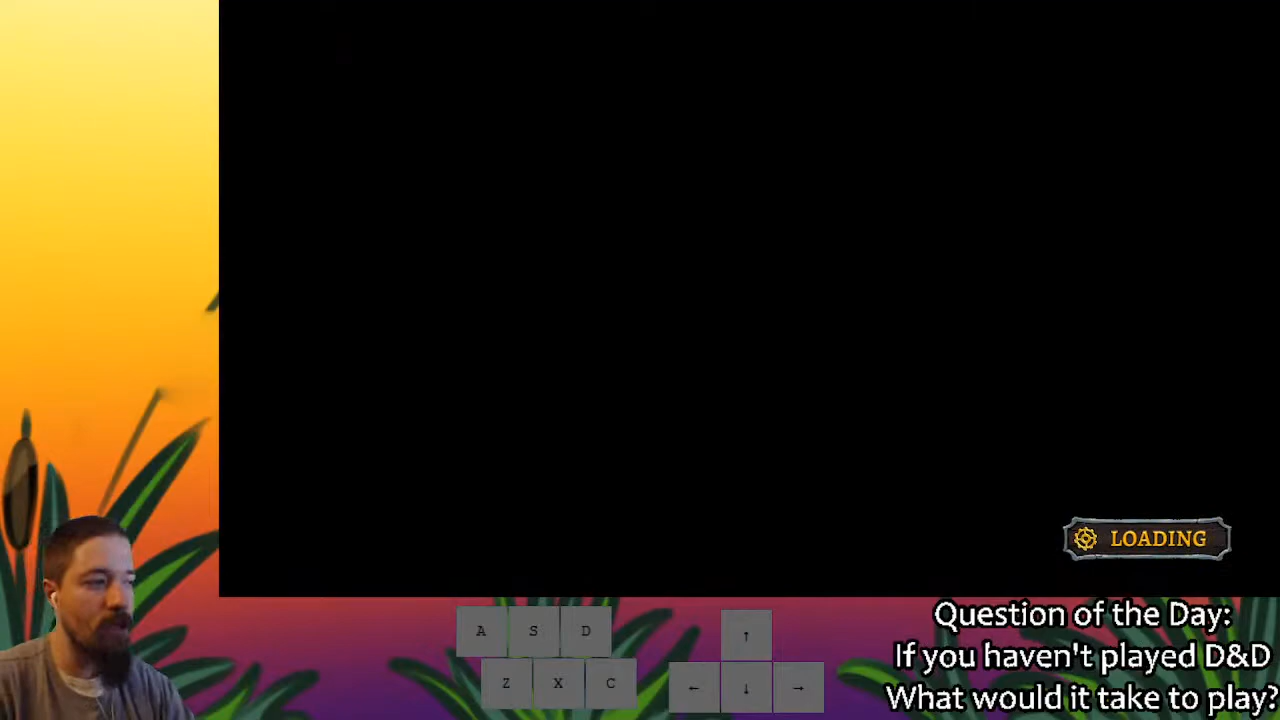 LOADING
A S D
↑
Z X C
← ↓ →
Question of the Day:
If you haven't played D&D
What would it take to play?